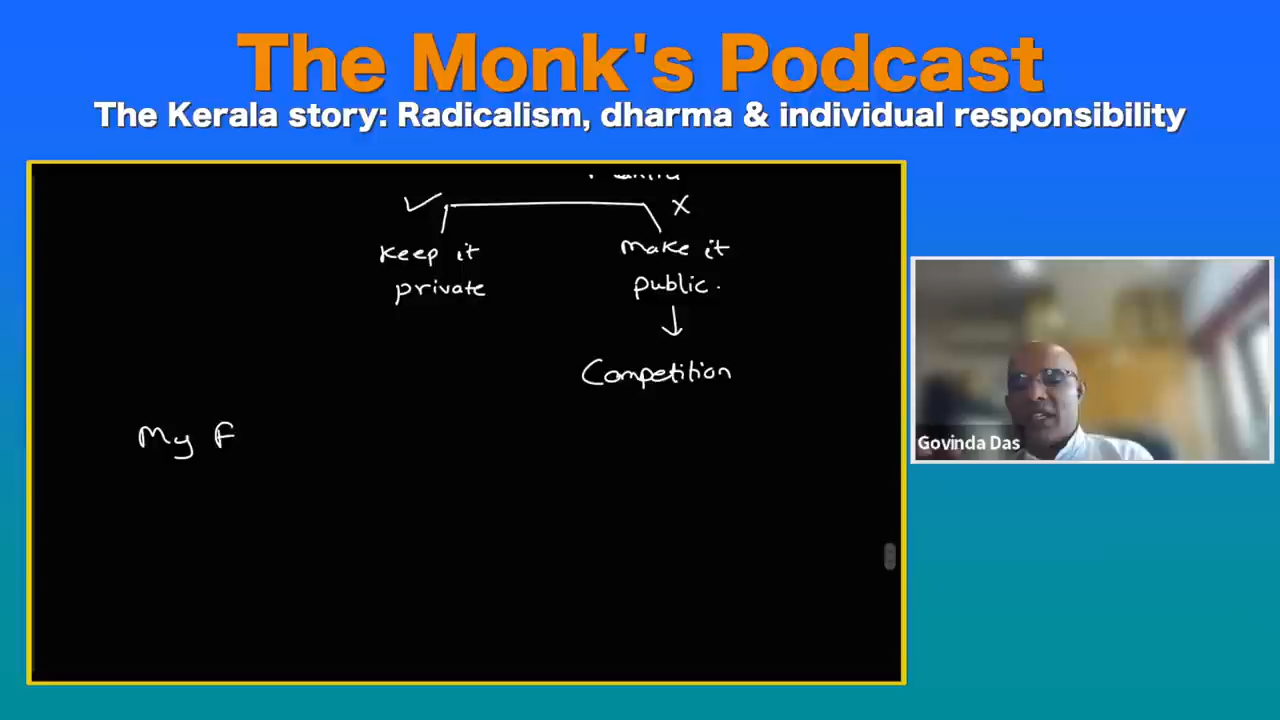 The Monk's Podcast
The Kerala story: Radicalism, dharma & individual responsibility
✓ x
Keep it
private
Make it
public.
↓
Competition
My F
Govinda Das